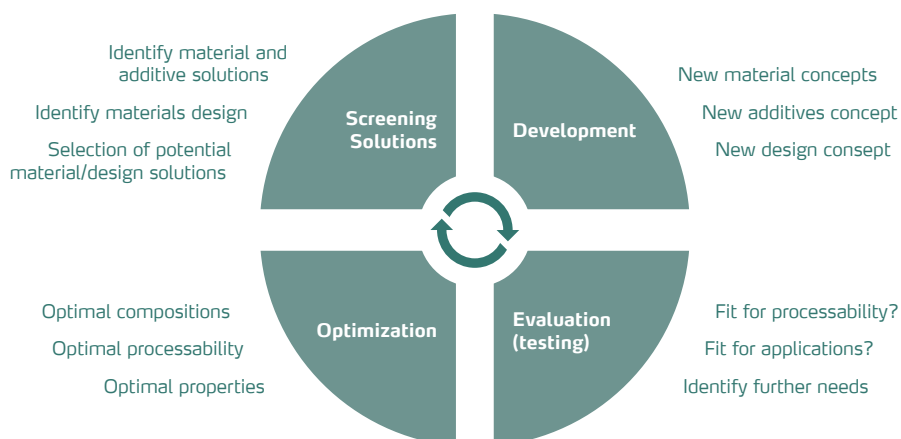 Identify material and
additive solutions
Identify materials design
Selection of potential
material/design solutions
Screening
Solutions
Development
New material concepts
New additives concept
New design consept
Optimal compositions
Optimal processability
Optimal properties
Optimization
Evaluation
(testing)
Fit for processability?
Fit for applications?
Identify further needs